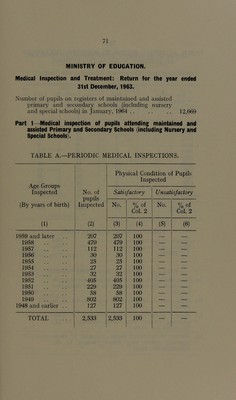 71
MINISTRY OF EDUCATION.
Medical Inspection and Treatment: Return for the year ended
31st December, 1963.
Number of pupils on registers of maintained and assisted
primary and secondary schools (including nursery
and special schools) in January, 1964 . . . . . . 12,960
Part 1—Medical inspection of pupils attending maintained and
assisted Primary and Secondary Schools (including Nursery and
Special Schools).
TABLE A.—PERIODIC MEDICAL INSPECTIONS.
Age Groups Inspected (By years of birth) No. of pupils Inspected Physical Condition of Pupils Inspected
Satisfactory Unsatisfactory
No. % of Col. 2 No. % of Col. 2
(1) (2) (3) (4) (5) (6)
1959 and later . . 207 207 100 — —
1958 . . . . 479 479 100 — —
1957 . . . . 112 112 100 — —
1956 . . . . 30 30 100 — —
1955 . . . . 25 25 100 — —
1954 . . . . 27 27 100 — —
1953 . . . . 32 32 100 — —
1952 . . . . 405 405 100 — —
1951 . . . . 229 229 100 — —
1950 . . . . 58 58 100 — —
1949 . . . . 802 802 100 — —
1948 and earlier . . 127 127 100 — —
TOTAL 2,533 2,533 100 — —